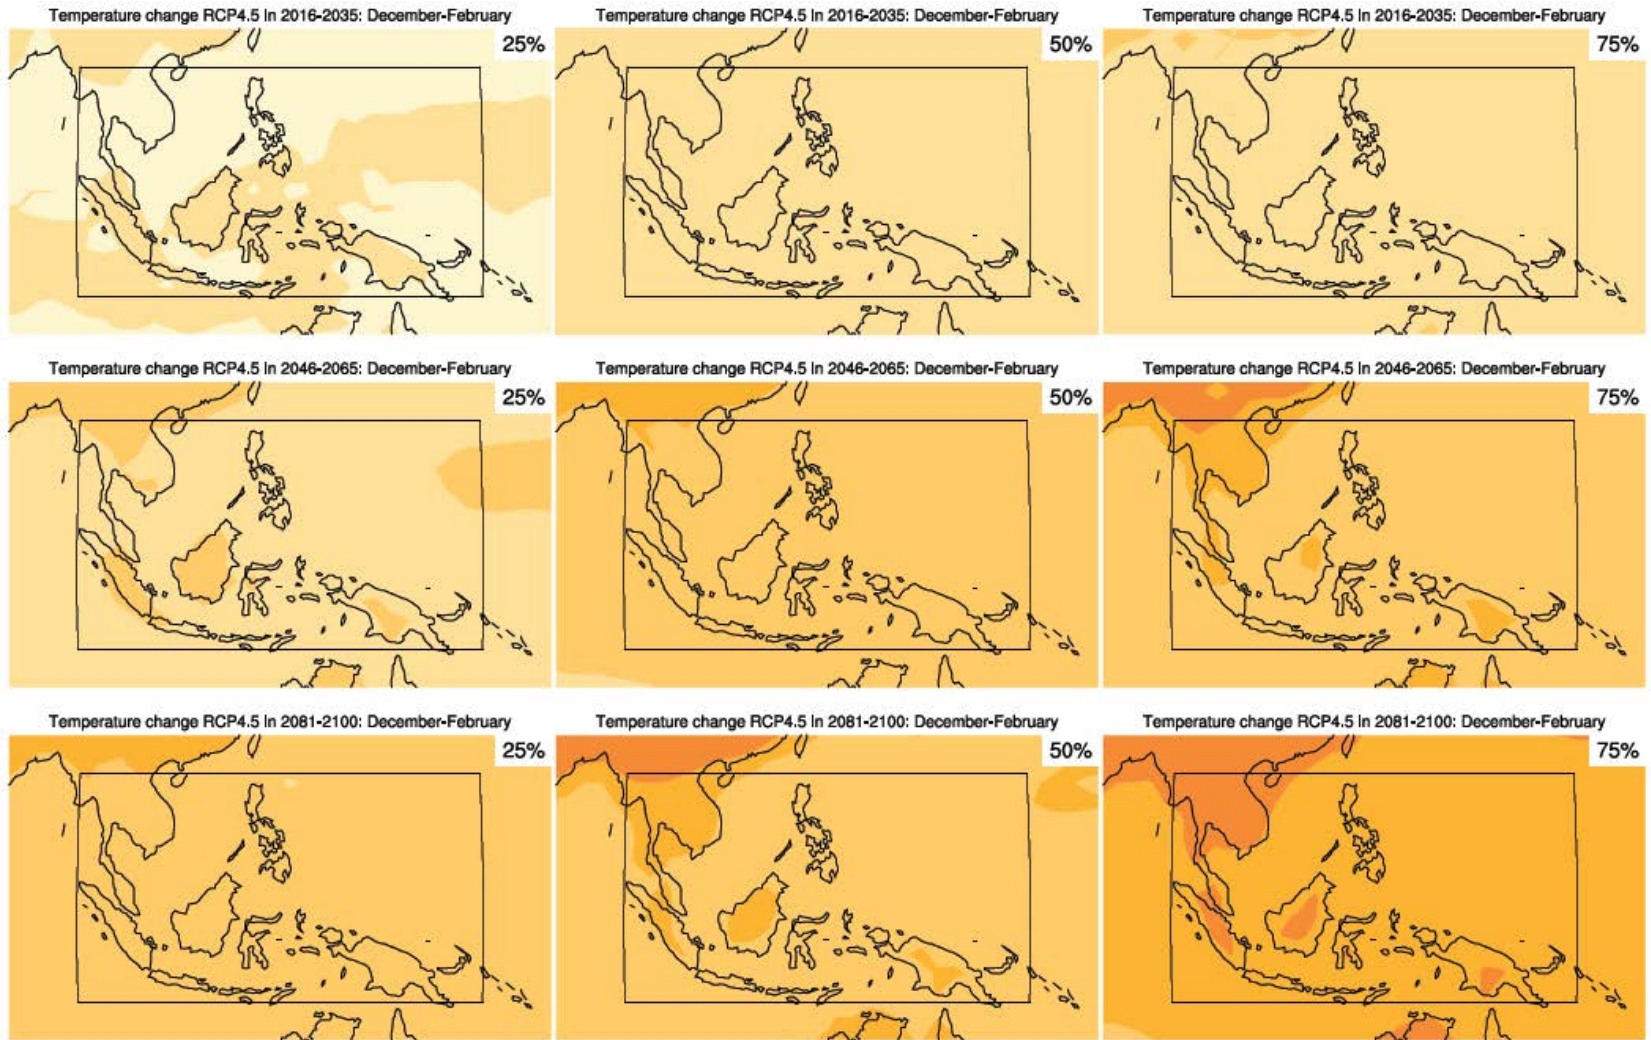 Temperature change RCP4.5 in 2016-2035: December-February
25%
Temperature change RCP4.5 in 2016-2035: December-February
50%
Temperature change RCP4.5 in 2016-2035: December-February
75%
Temperature change RCP4.5 in 2046-2065: December-February
25%
Temperature change RCP4.5 in 2046-2065: December-February
50%
Temperature change RCP4.5 in 2046-2065: December-February
75%
Temperature change RCP4.5 in 2081-2100: December-February
25%
Temperature change RCP4.5 in 2081-2100: December-February
50%
Temperature change RCP4.5 in 2081-2100: December-February
75%